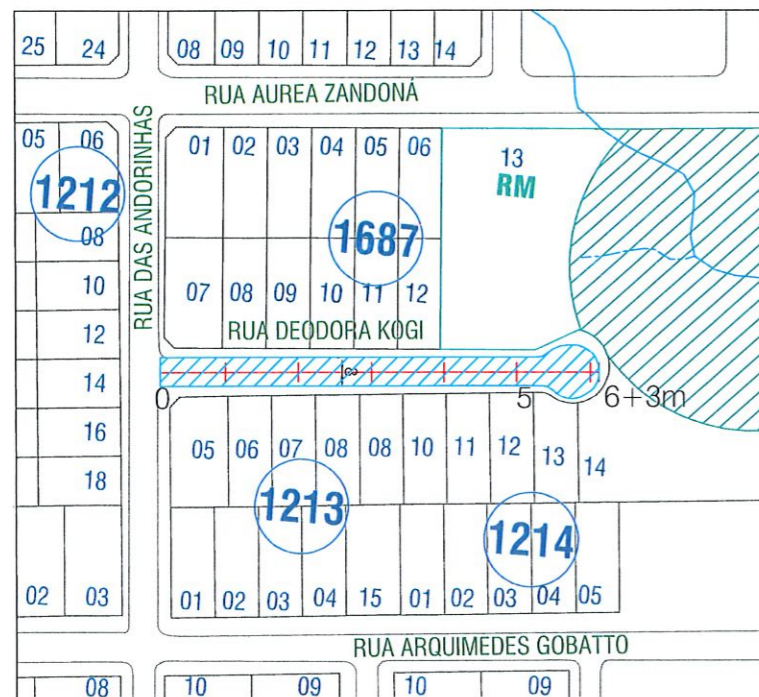 25 24 08 09 10 11 12 13 14
RUA AUREA ZANDONÁ
RUA DAS ANDORINHAS
05 06 01 02 03 04 05 06 13
RM
1212 1687
08
10 07 08 09 10 11 12
12 RUA DEODORA KOGI
14
8
0 5 6+3m
16 05 06 07 08 08 10 11 12 13 14
18
1213 1214
02 03 01 02 03 04 15 01 02 03 04 05
RUA ARQUIMEDES GOBATTO
08 10 09 10 09